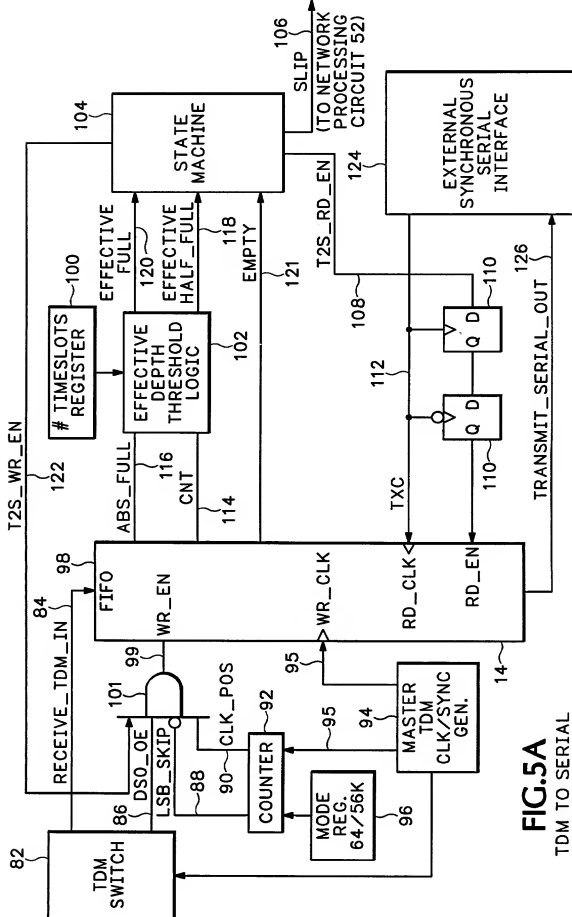 T2S_WR_EN
122
82
TDM
SWITCH
RECEIVE_TDM_IN
84
DS0_OE
86
LSB_SKIP
88
90
CLK_POS
101
99
WR_EN
98
FIFO
COUNTER
92
MODE
REG.
64/56K
96
95
95
MASTER
TDM
CLK/SYNC
GEN.
94
WR_CLK
RD_CLK
RD_EN
14
ABS_FULL
116
CNT
114
# TIMESLOTS
REGISTER
100
EFFECTIVE
DEPTH
THRESHOLD
LOGIC
102
EFFECTIVE
FULL
120
EFFECTIVE
HALF_FULL
118
EMPTY
121
STATE
MACHINE
104
106
SLIP
(TO NETWORK
PROCESSING
CIRCUIT 52)
T2S_RD_EN
108
TXC
112
Q D
110
Q D
110
EXTERNAL
SYNCHRONOUS
SERIAL
INTERFACE
124
TRANSMIT_SERIAL_OUT
126
FIG.5A
TDM TO SERIAL